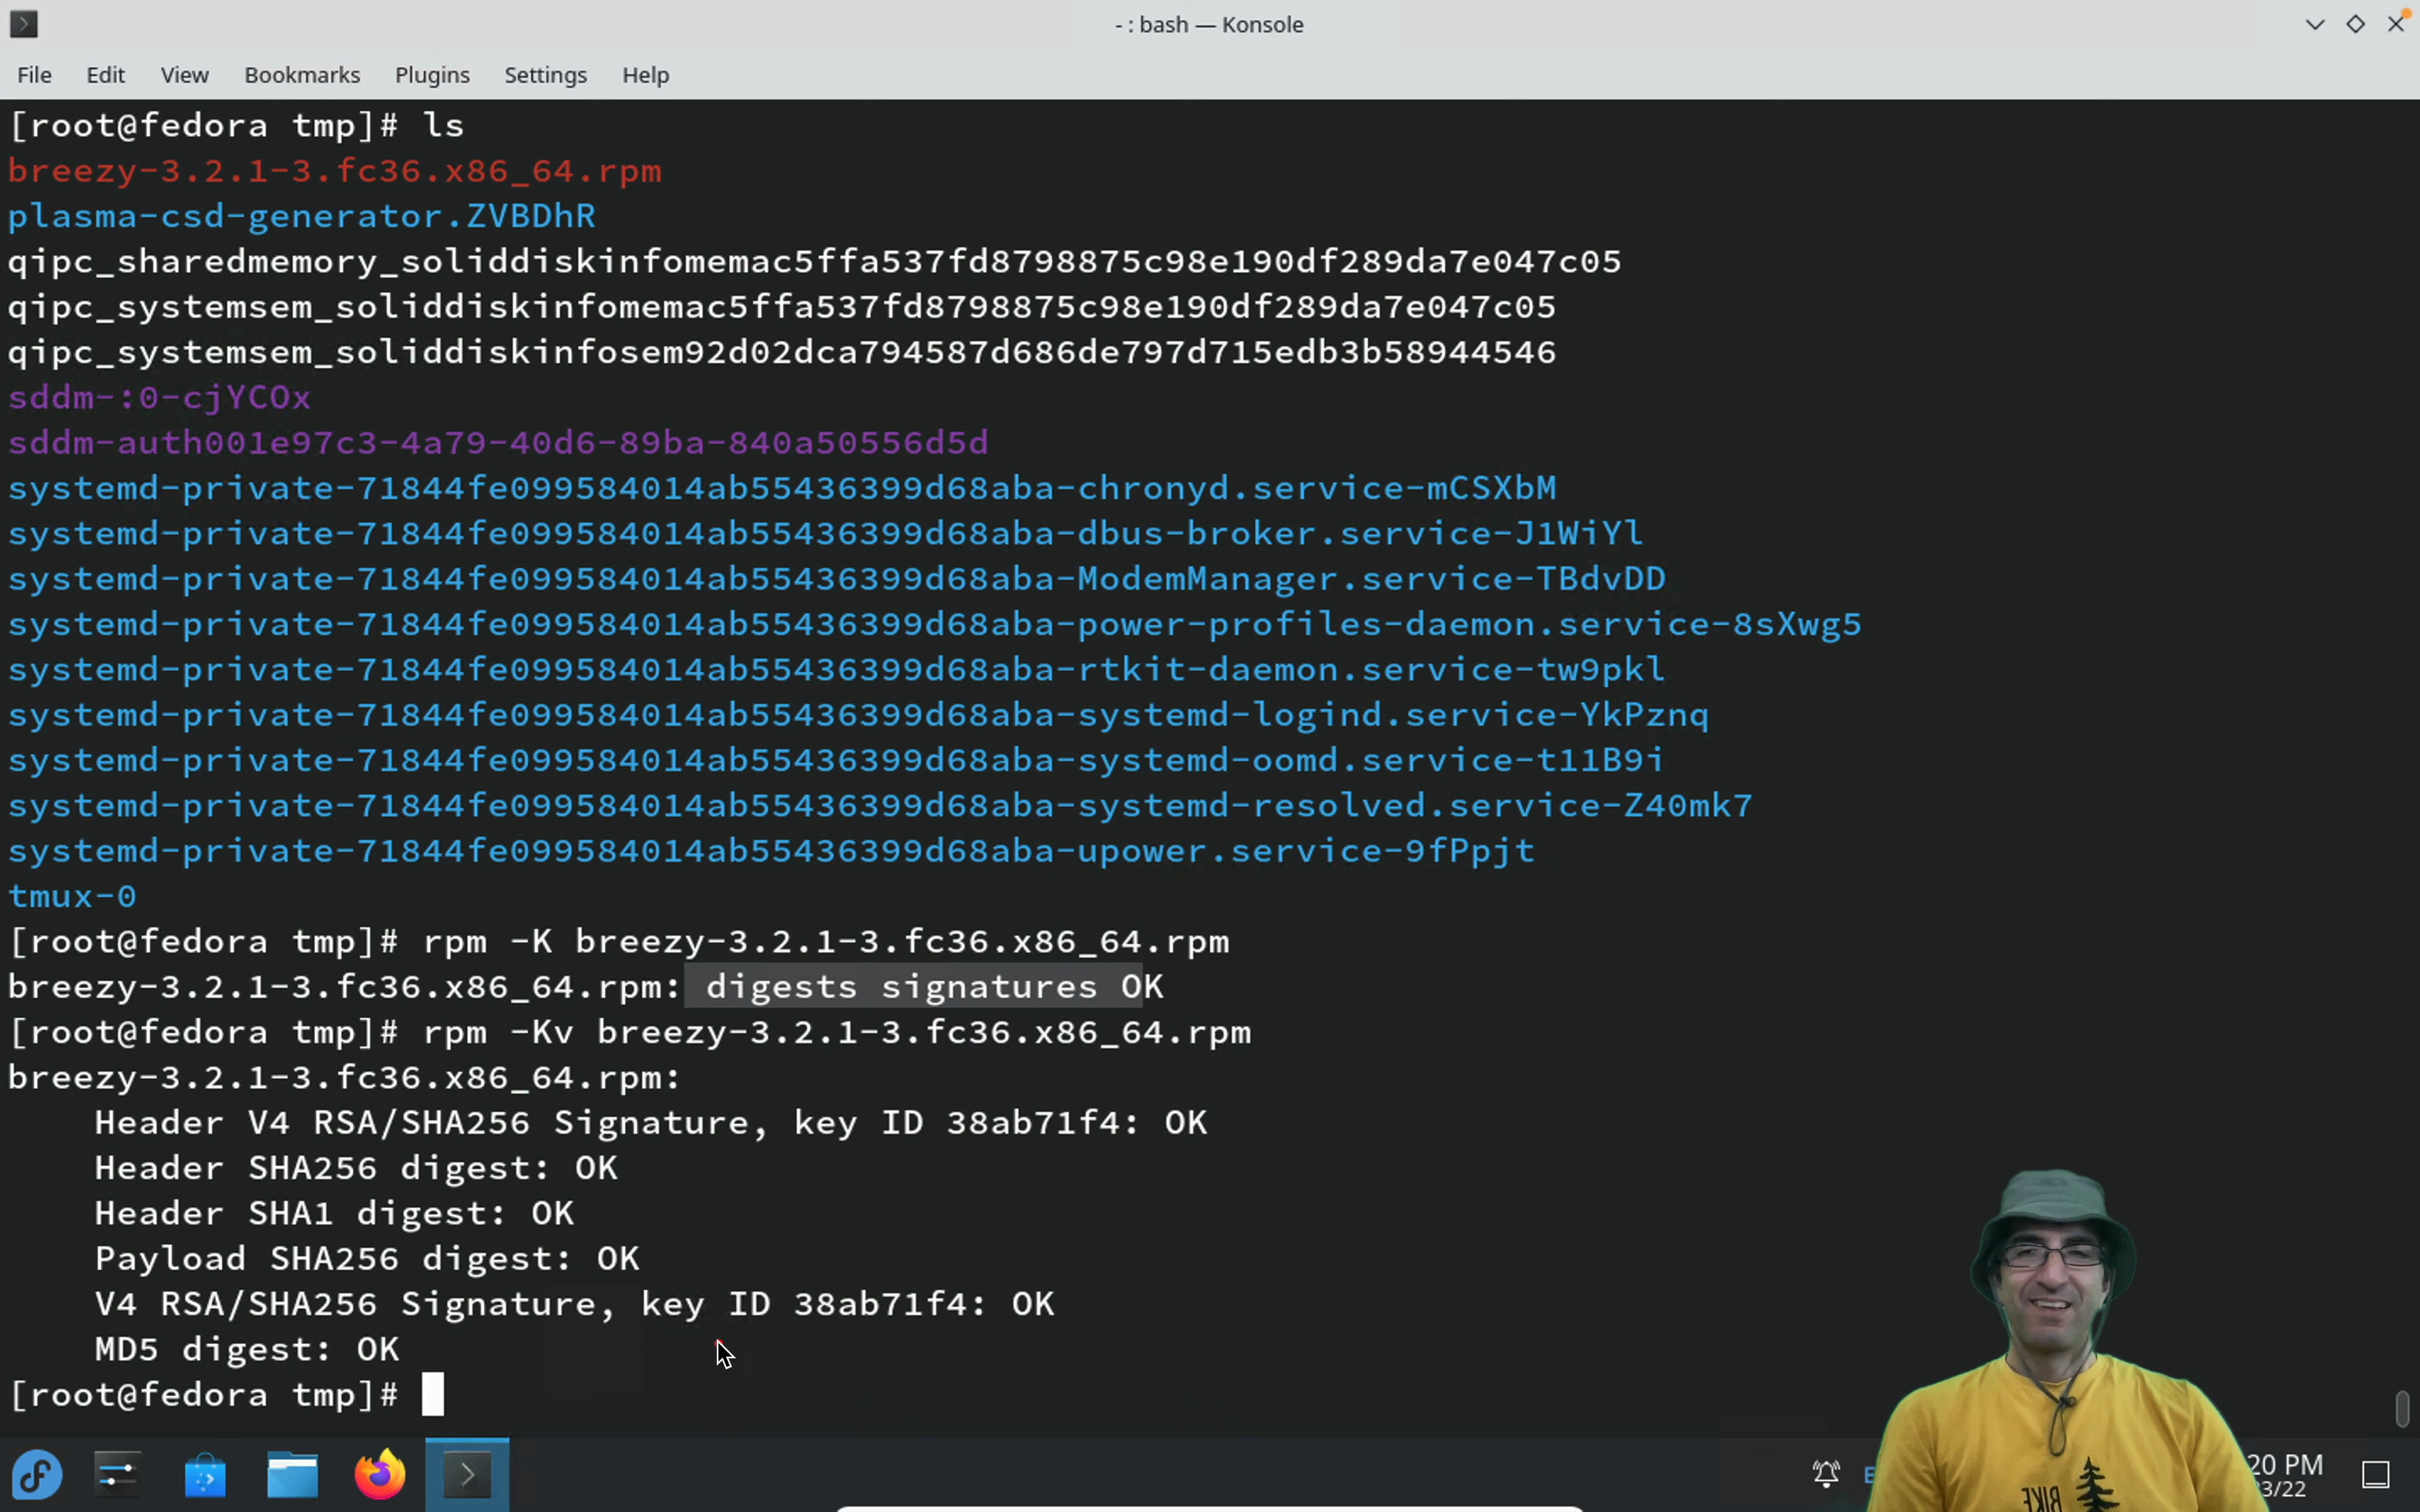 - : bash — Konsole
File Edit View Bookmarks Plugins Settings Help
[root@fedora tmp]# ls
breezy-3.2.1-3.fc36.x86_64.rpm
plasma-csd-generator.ZVBDhR
qipc_sharedmemory_soliddiskinfomemac5ffa537fd8798875c98e190df289da7e047c05
qipc_systemsem_soliddiskinfomemac5ffa537fd8798875c98e190df289da7e047c05
qipc_systemsem_soliddiskinfosem92d02dca794587d686de797d715edb3b58944546
sddm-:0-cjYCOx
sddm-auth001e97c3-4a79-40d6-89ba-840a50556d5d
systemd-private-71844fe099584014ab55436399d68aba-chronyd.service-mCSXbM
systemd-private-71844fe099584014ab55436399d68aba-dbus-broker.service-J1WiYl
systemd-private-71844fe099584014ab55436399d68aba-ModemManager.service-TBdvDD
systemd-private-71844fe099584014ab55436399d68aba-power-profiles-daemon.service-8sXwg5
systemd-private-71844fe099584014ab55436399d68aba-rtkit-daemon.service-tw9pkl
systemd-private-71844fe099584014ab55436399d68aba-systemd-logind.service-YkPznq
systemd-private-71844fe099584014ab55436399d68aba-systemd-oomd.service-t11B9i
systemd-private-71844fe099584014ab55436399d68aba-systemd-resolved.service-Z40mk7
systemd-private-71844fe099584014ab55436399d68aba-upower.service-9fPpjt
tmux-0
[root@fedora tmp]# rpm -K breezy-3.2.1-3.fc36.x86_64.rpm
breezy-3.2.1-3.fc36.x86_64.rpm: digests signatures OK
[root@fedora tmp]# rpm -Kv breezy-3.2.1-3.fc36.x86_64.rpm
breezy-3.2.1-3.fc36.x86_64.rpm:
Header V4 RSA/SHA256 Signature, key ID 38ab71f4: OK
Header SHA256 digest: OK
Header SHA1 digest: OK
Payload SHA256 digest: OK
V4 RSA/SHA256 Signature, key ID 38ab71f4: OK
MD5 digest: OK
[root@fedora tmp]#
20 PM
3/22
BIKE